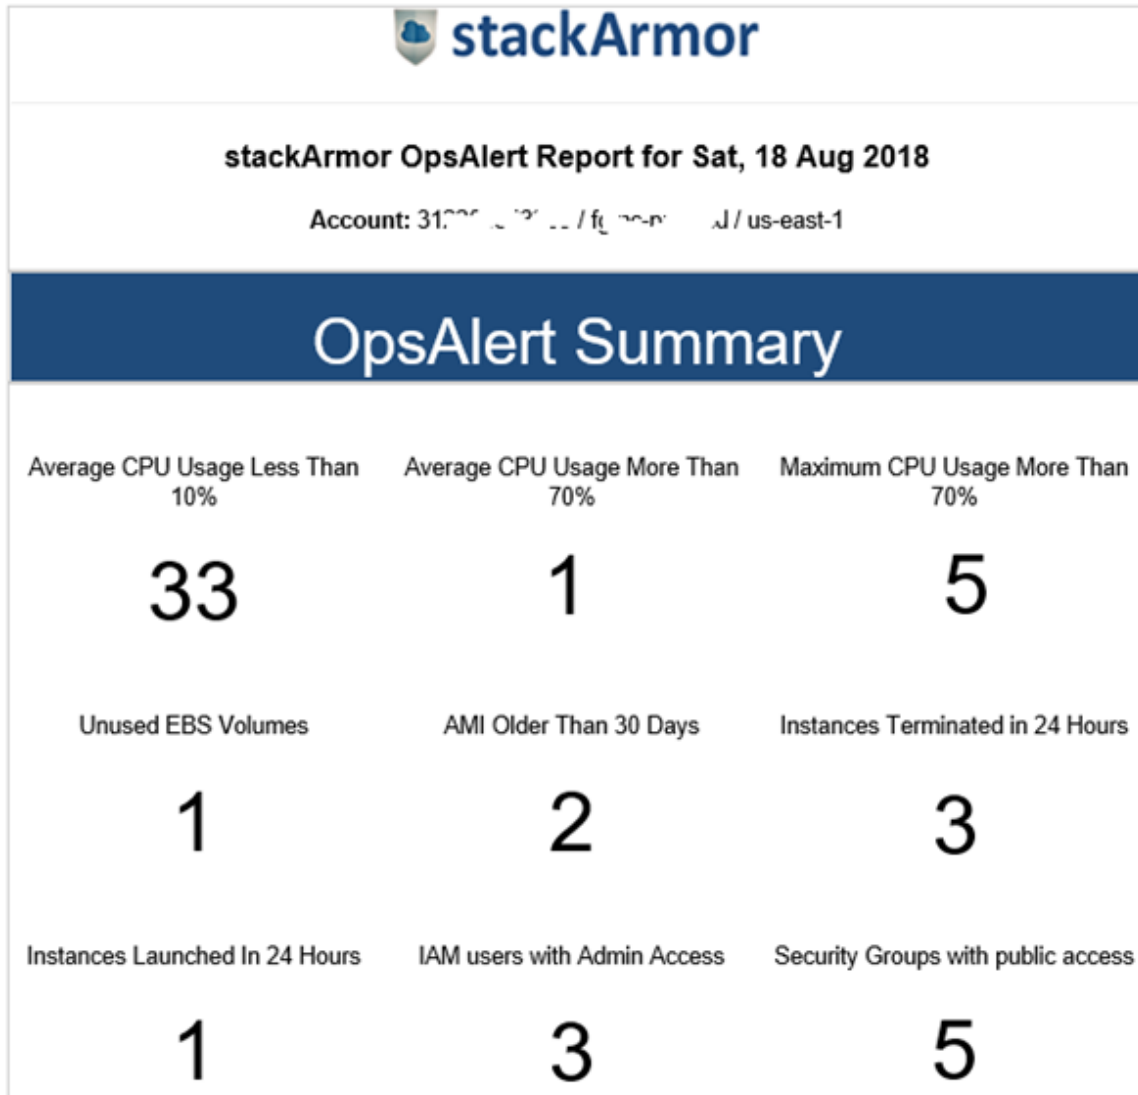 stackArmor
stackArmor OpsAlert Report for Sat, 18 Aug 2018
Account: / us-east-1
OpsAlert Summary
Average CPU Usage Less Than
10%
Average CPU Usage More Than
70%
Maximum CPU Usage More Than
70%
33
1
5
Unused EBS Volumes
AMI Older Than 30 Days
Instances Terminated in 24 Hours
1
2
3
Instances Launched In 24 Hours
IAM users with Admin Access
Security Groups with public access
1
3
5